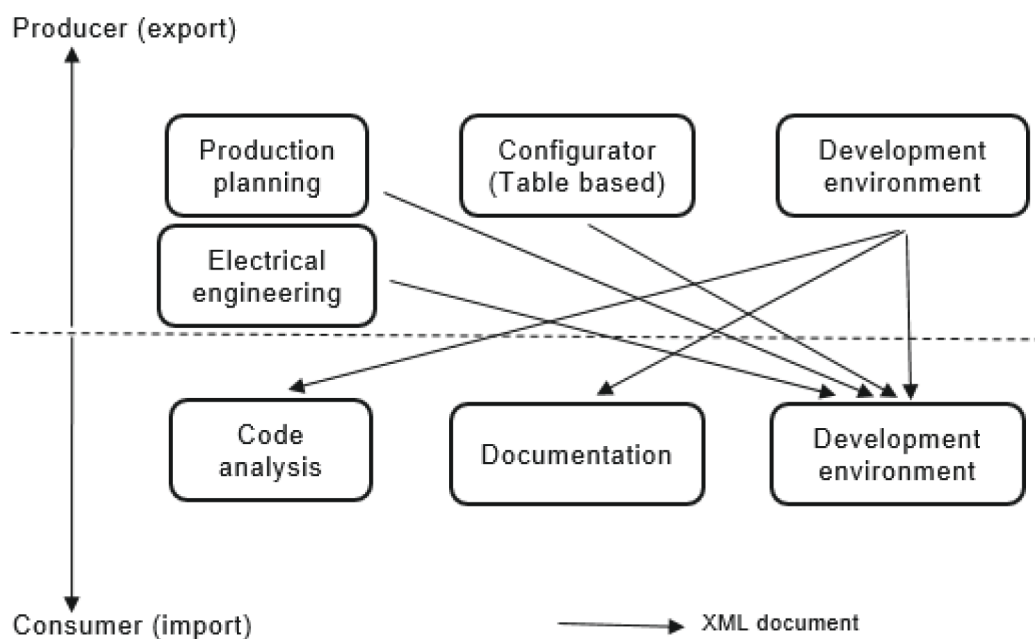 Producer (export)
Production
planning
Configurator
(Table based)
Development
environment
Electrical
engineering
Code
analysis
Documentation
Development
environment
Consumer (import)
XML document